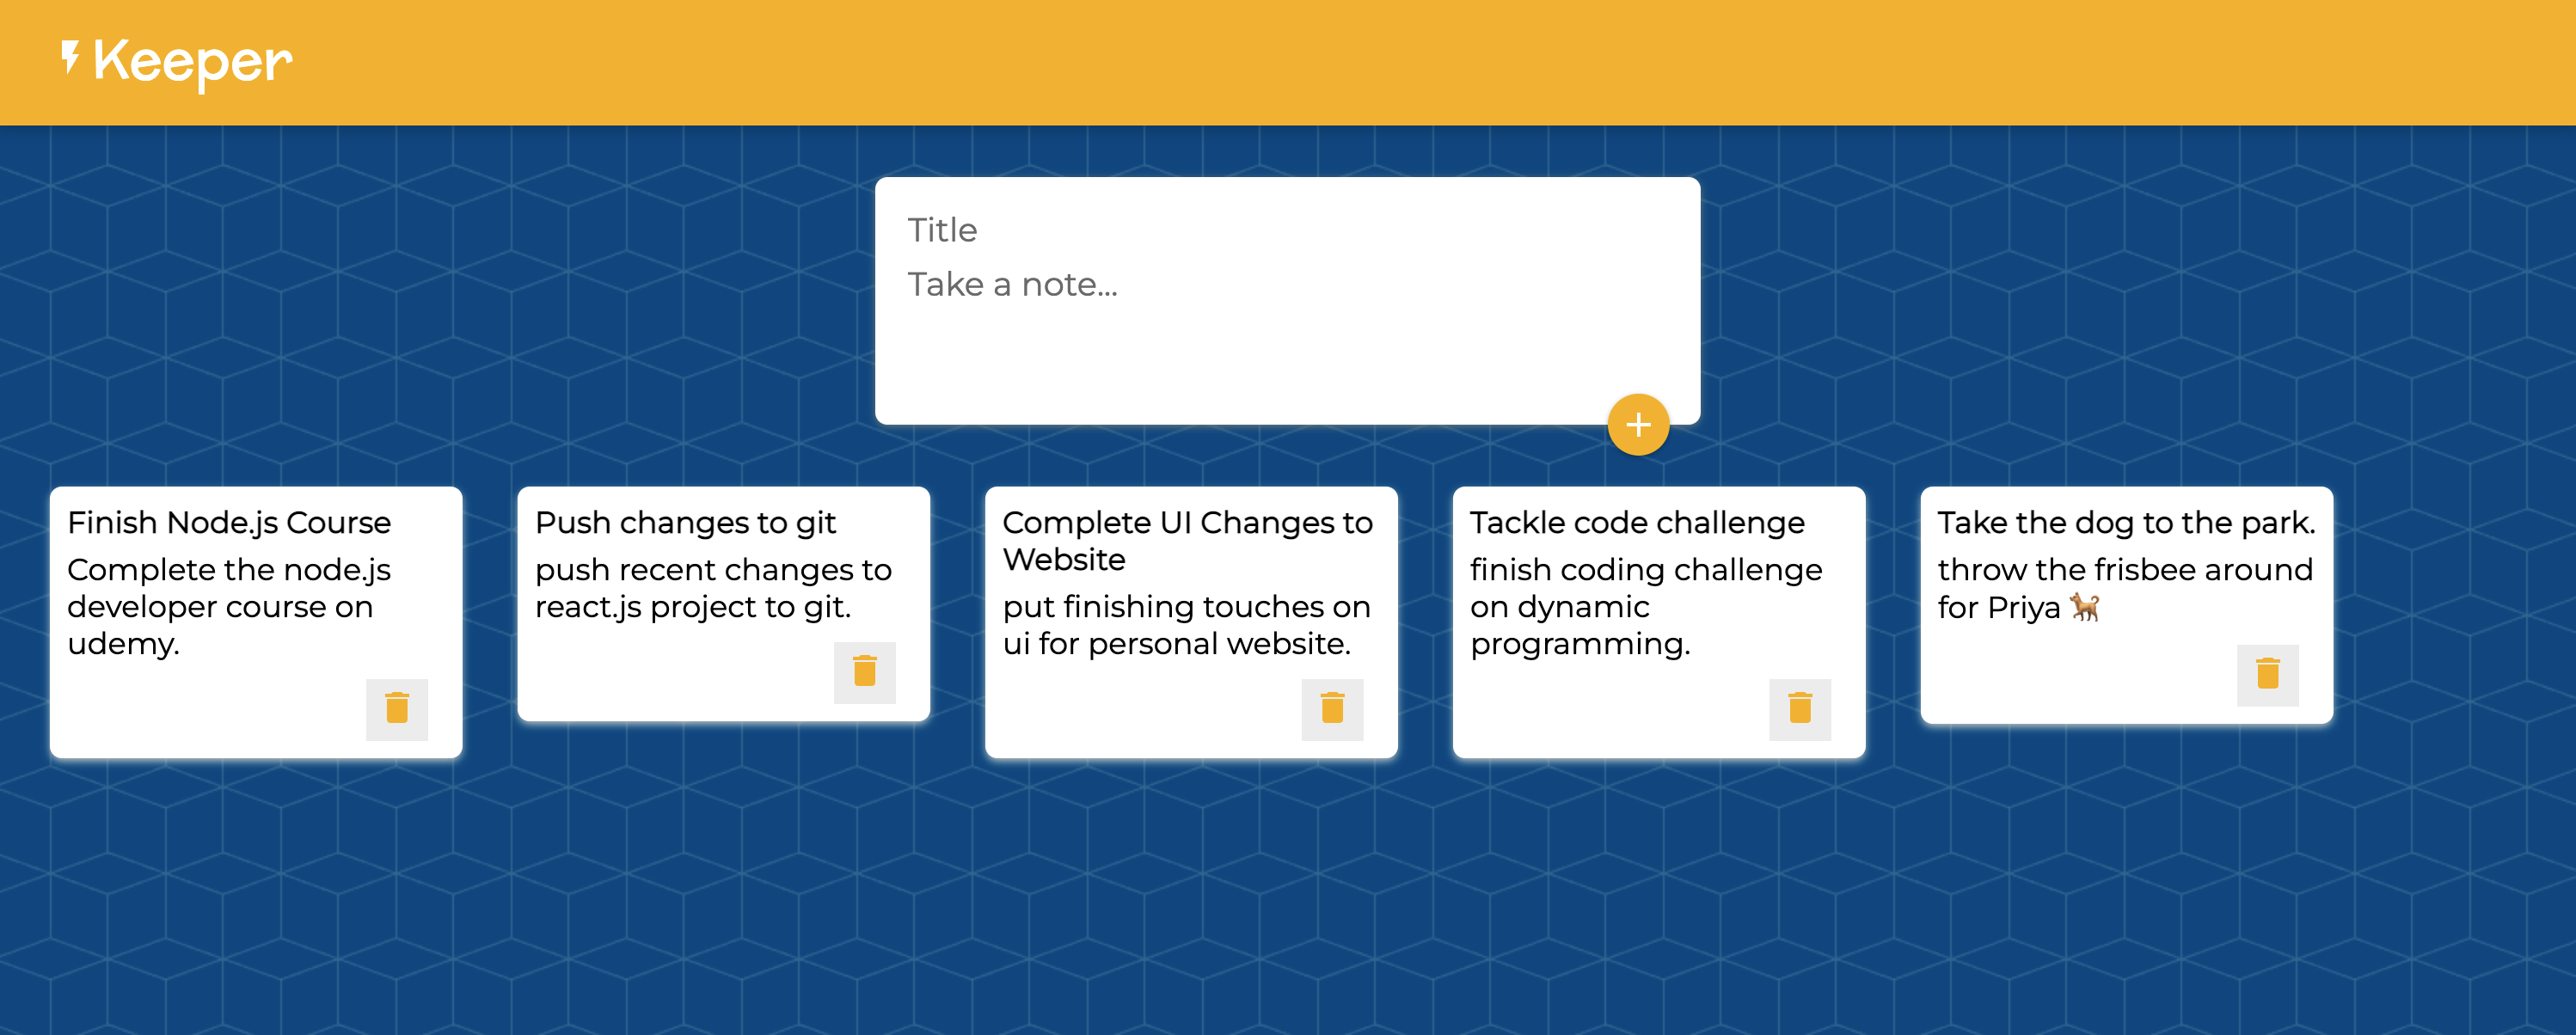 Keeper
Title
Take a note...
Finish Node.js Course
Complete the node.js
developer course on
udemy.
Push changes to git
push recent changes to
react.js project to git.
Complete UI Changes to
Website
put finishing touches on
ui for personal website.
Tackle code challenge
finish coding challenge
on dynamic
programming.
Take the dog to the park.
throw the frisbee around
for Priya 🐕